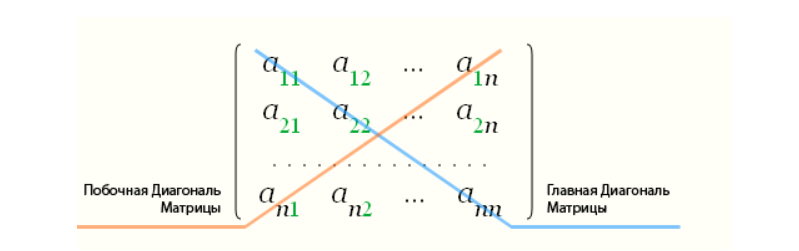 a11 a12 ... a1n
a21 a22 ... a2n
. . . . . . . . . . . . . . . .
an1 an2 ... ann
Побочная Диагональ
Матрицы
Главная Диагональ
Матрицы